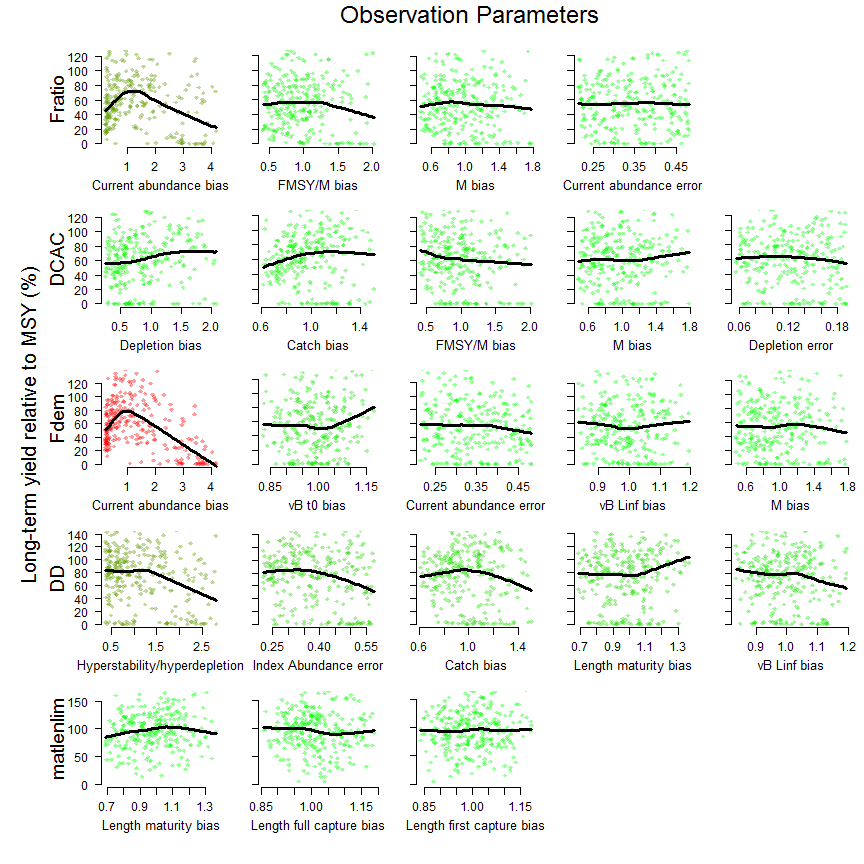 Observation Parameters
Long-term yield relative to MSY (%)
Fratio
0 20 40 60 80 100 120
1 2 3 4
Current abundance bias
0.5 1.0 1.5 2.0
FMSY/M bias
0.6 1.0 1.4 1.8
M bias
0.25 0.35 0.45
Current abundance error
DCAC
0 20 40 60 80 100 120
0.5 1.0 1.5 2.0
Depletion bias
0.6 1.0 1.5
Catch bias
0.5 1.0 1.5 2.0
FMSY/M bias
0.6 1.0 1.4 1.8
M bias
0.06 0.12 0.18
Depletion error
Fdem
0 20 40 60 80 100 120
1 2 3 4
Current abundance bias
0.85 1.00 1.15
vB t0 bias
0.25 0.35 0.45
Current abundance error
0.9 1.0 1.1 1.2
vB Linf bias
0.6 1.0 1.4 1.8
M bias
DD
0 20 40 60 80 100 120 140
0.5 1.5 2.5
Hyperstability/hyperdepletion
0.25 0.40 0.55
Index Abundance error
0.6 1.0 1.5
Catch bias
0.7 0.9 1.1 1.3
Length maturity bias
0.9 1.0 1.1 1.2
vB Linf bias
matlenlim
0 50 100 150
0.7 0.9 1.1 1.3
Length maturity bias
0.85 1.00 1.15
Length full capture bias
0.85 1.00 1.15
Length first capture bias